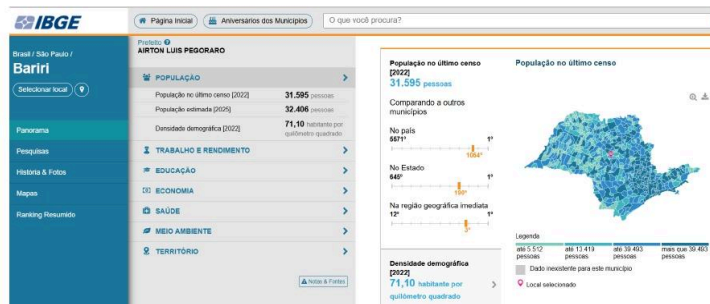 IBGE
Página Inicial
Aniversários dos Municípios
O que você procura?
Brasil / São Paulo /
Bariri
Selecionar local
Panorama
Pesquisas
História & Fotos
Mapas
Ranking Resumido
Prefeito
AIRTON LUIS PEGORARO
POPULAÇÃO
População no último censo [2022] 31.595 pessoas
População estimada [2025] 32.406 pessoas
Densidade demográfica [2022] 71,10 habitante por
quilômetro quadrado
TRABALHO E RENDIMENTO
EDUCAÇÃO
ECONOMIA
SAÚDE
MEIO AMBIENTE
TERRITÓRIO
Notas & Fontes
População no último censo
[2022]
31.595 pessoas
Comparando a outros
municípios
No país
5571º 1º
1084º
No Estado
645º 1º
198º
Na região geográfica imediata
12º 1º
3º
Densidade demográfica
[2022]
71,10 habitante por
quilômetro quadrado
População no último censo
Legenda
até 5.512 pessoas
até 13.419 pessoas
até 39.493 pessoas
mais que 39.493 pessoas
Dado inexistente para este município
Local selecionado